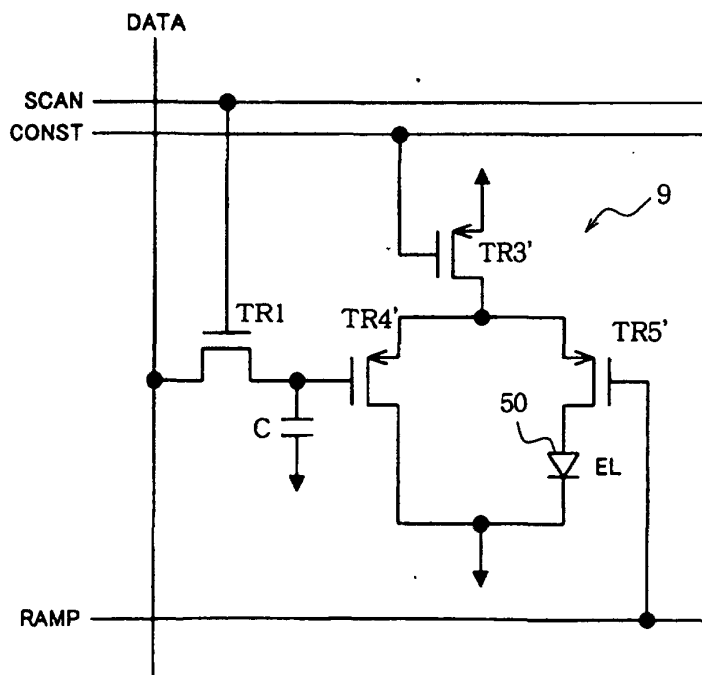 DATA
SCAN
CONST
9
TR3'
TR1
TR4'
TR5'
50
C
EL
RAMP